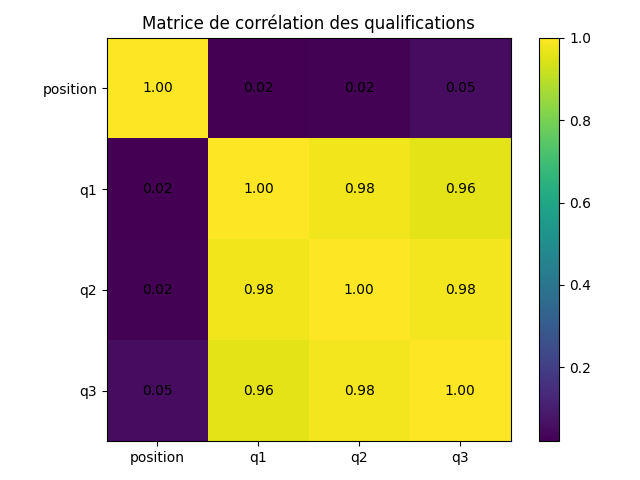 Matrice de corrélation des qualifications
position 1.00 0.02 0.02 0.05
q1 0.02 1.00 0.98 0.96
q2 0.02 0.98 1.00 0.98
q3 0.05 0.96 0.98 1.00
position q1 q2 q3
1.0
0.8
0.6
0.4
0.2